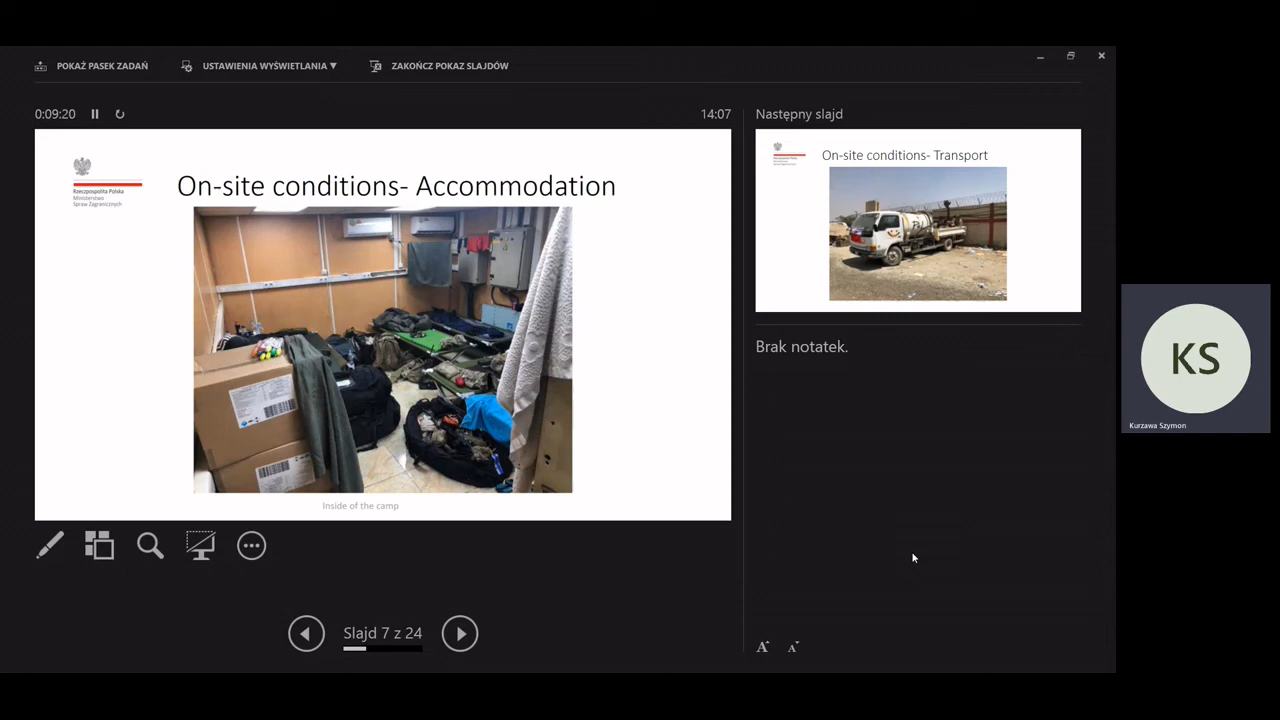 POKAŻ PASEK ZADAŃ
USTAWIENIA WYŚWIETLANIA ▼
ZAKOŃCZ POKAZ SLAJDÓW
0:09:20
14:07
Następny slajd
Rzeczpospolita Polska
Ministerstwo
Spraw Zagranicznych
On-site conditions- Accommodation
Inside of the camp
On-site conditions- Transport
Brak notatek.
KS
Kurzawa Szymon
Slajd 7 z 24
A
A